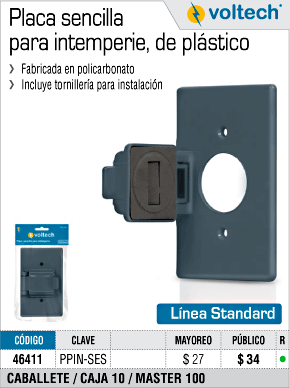 voltech
Placa sencilla
para intemperie, de plástico
Fabricada en policarbonato
Incluye tornillería para instalación
voltech
Línea Standard
CÓDIGO CLAVE MAYOREO PÚBLICO R
46411 PPIN-SES $ 27 $ 34
CABALLETE / CAJA 10 / MASTER 100